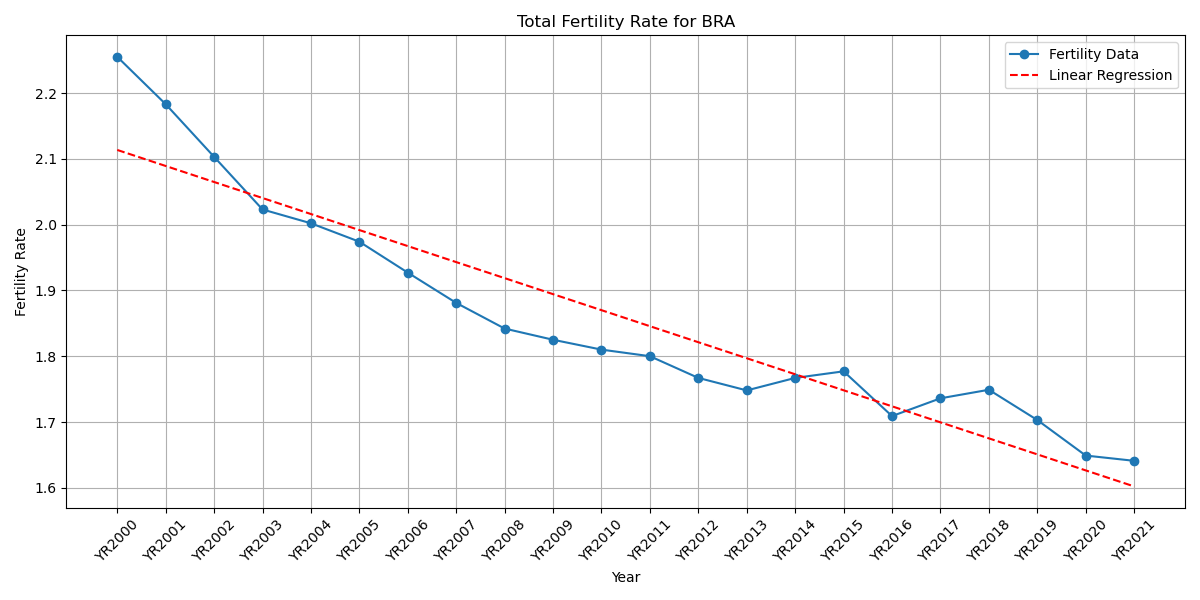 Total Fertility Rate for BRA
Fertility Data
Linear Regression
Fertility Rate
2.2
2.1
2.0
1.9
1.8
1.7
1.6
YR2000
YR2001
YR2002
YR2003
YR2004
YR2005
YR2006
YR2007
YR2008
YR2009
YR2010
YR2011
YR2012
YR2013
YR2014
YR2015
YR2016
YR2017
YR2018
YR2019
YR2020
YR2021
Year